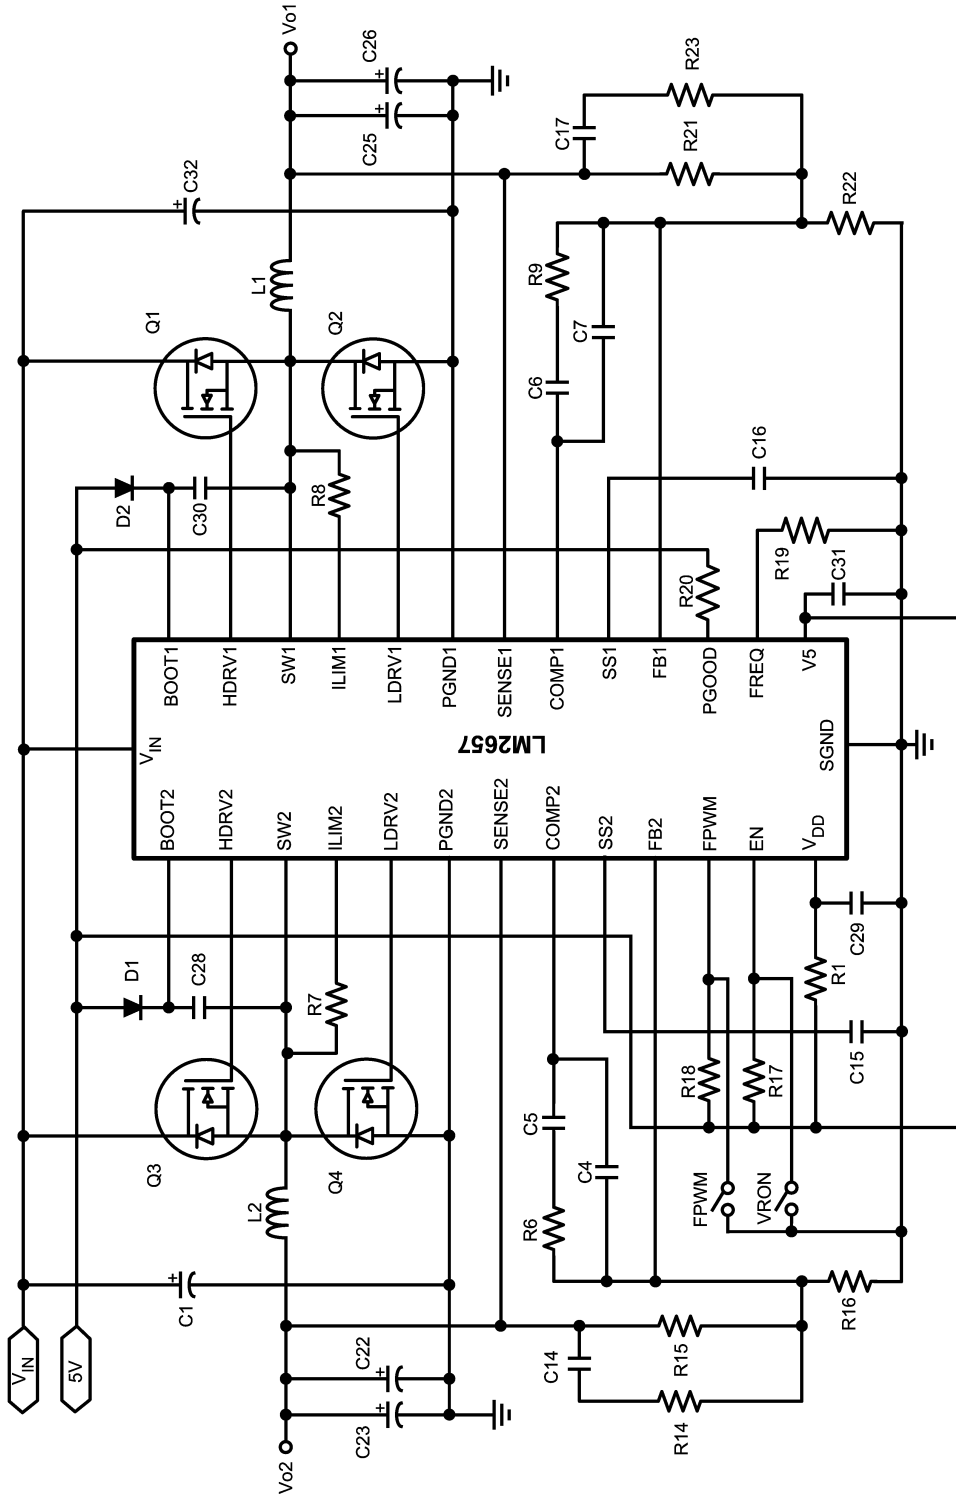 Vo1
C26
C25
C32
R23
C17
R21
R22
L1
Q1
Q2
R9
C7
C6
C16
D2
C30
R8
R19
C31
R20
BOOT1
HDRV1
SW1
ILIM1
LDRV1
PGND1
SENSE1
COMP1
SS1
FB1
PGOOD
FREQ
V5
VIN
LM2657
SGND
BOOT2
HDRV2
SW2
ILIM2
LDRV2
PGND2
SENSE2
COMP2
SS2
FB2
FPWM
EN
VDD
D1
C28
R7
R1
C29
C15
R18
R17
Q3
Q4
C5
C4
R6
FPWM
VRON
L2
C1
R16
VIN
5V
C22
C23
C14
R15
R14
Vo2